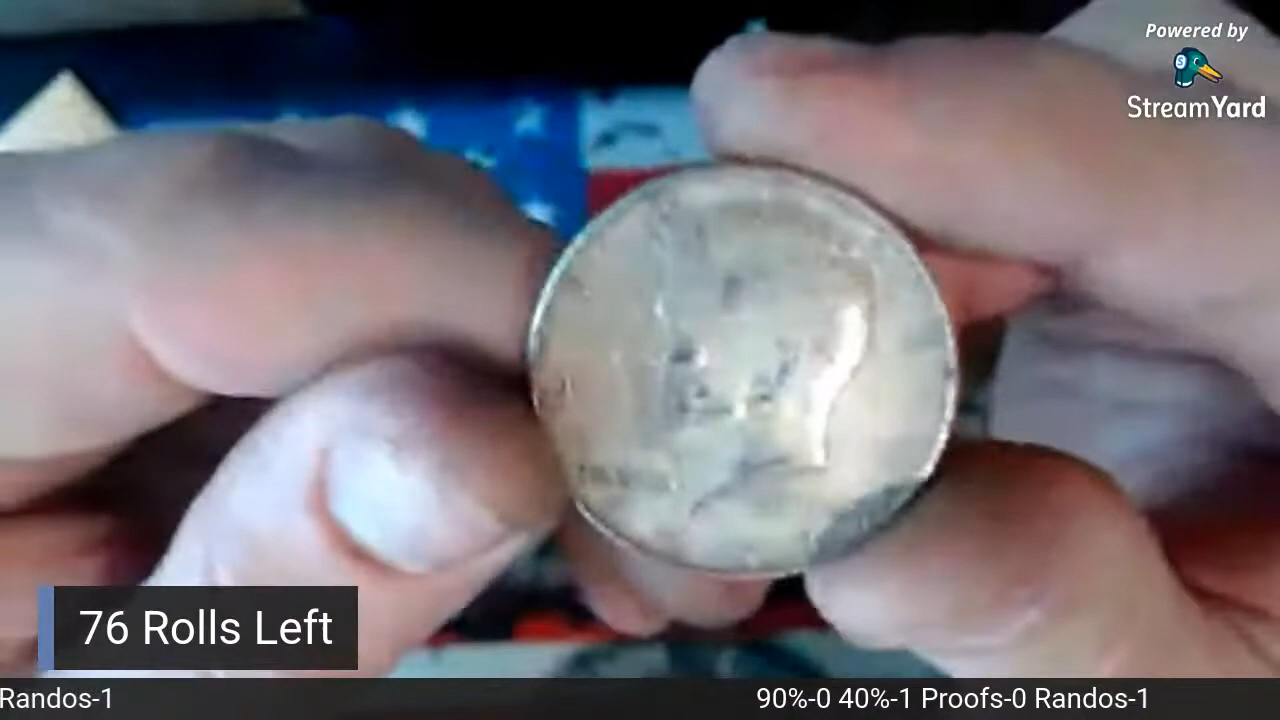 Powered by
StreamYard
76 Rolls Left
Randos-1
90%-0 40%-1 Proofs-0 Randos-1